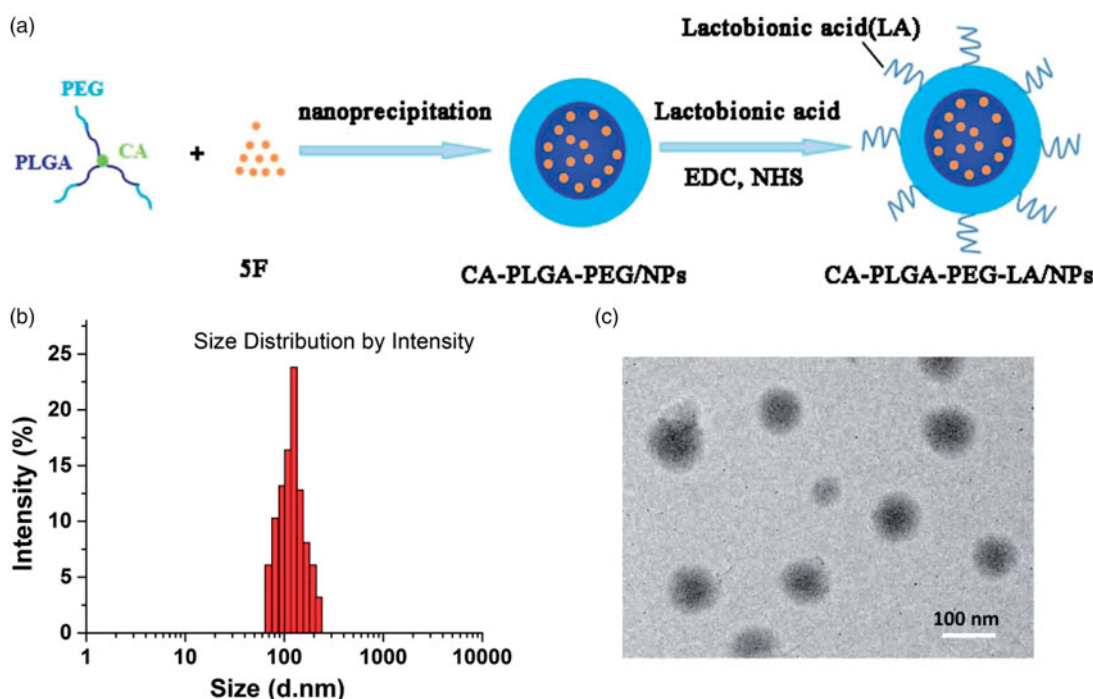 (a)
Lactobionic acid(LA)
PEG
PLGA
CA
+
nanoprecipitation
Lactobionic acid
EDC, NHS
5F
CA-PLGA-PEG/NPs
CA-PLGA-PEG-LA/NPs
(b)
Size Distribution by Intensity
25
20
15
10
5
0
Intensity (%)
1
10
100
1000
10000
Size (d.nm)
(c)
100 nm